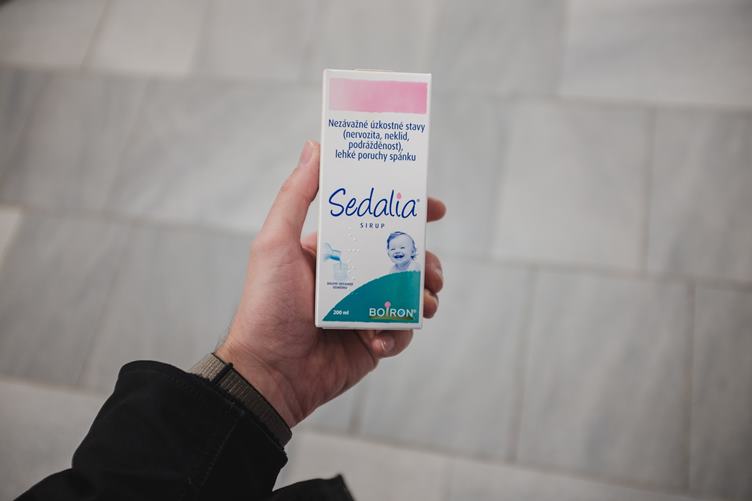 Nezávažné úzkostné stavy
(nervozita, neklid,
podrážděnost),
lehké poruchy spánku
Sedalia®
SIRUP
200 ml
BOIRON®